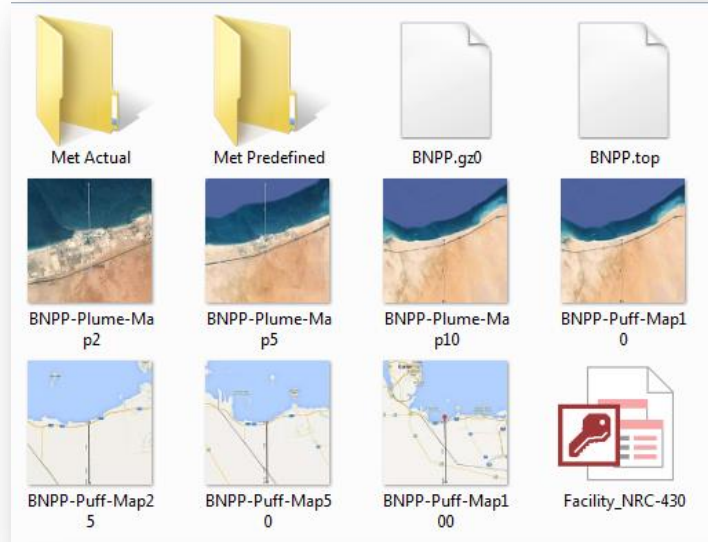 Met Actual
Met Predefined
BNPP.gz0
BNPP.top
BNPP-Plume-Ma
p2
BNPP-Plume-Ma
p5
BNPP-Plume-Ma
p10
BNPP-Puff-Map1
0
BNPP-Puff-Map2
5
BNPP-Puff-Map5
0
BNPP-Puff-Map1
00
Facility_NRC-430